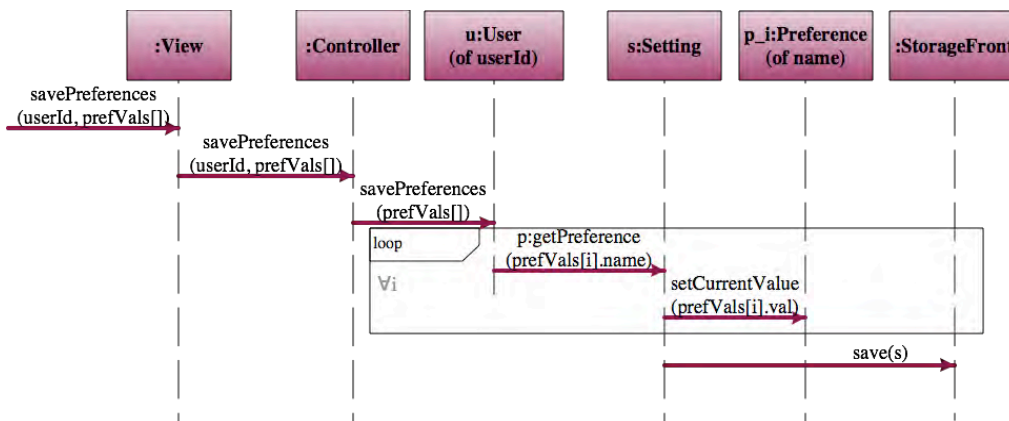 :View
:Controller
u:User
(of userId)
s:Setting
p_i:Preference
(of name)
:StorageFront
savePreferences
(userId, prefVals[])
savePreferences
(userId, prefVals[])
savePreferences
(prefVals[])
loop
∀i
p:getPreference
(prefVals[i].name)
setCurrentValue
(prefVals[i].val)
save(s)